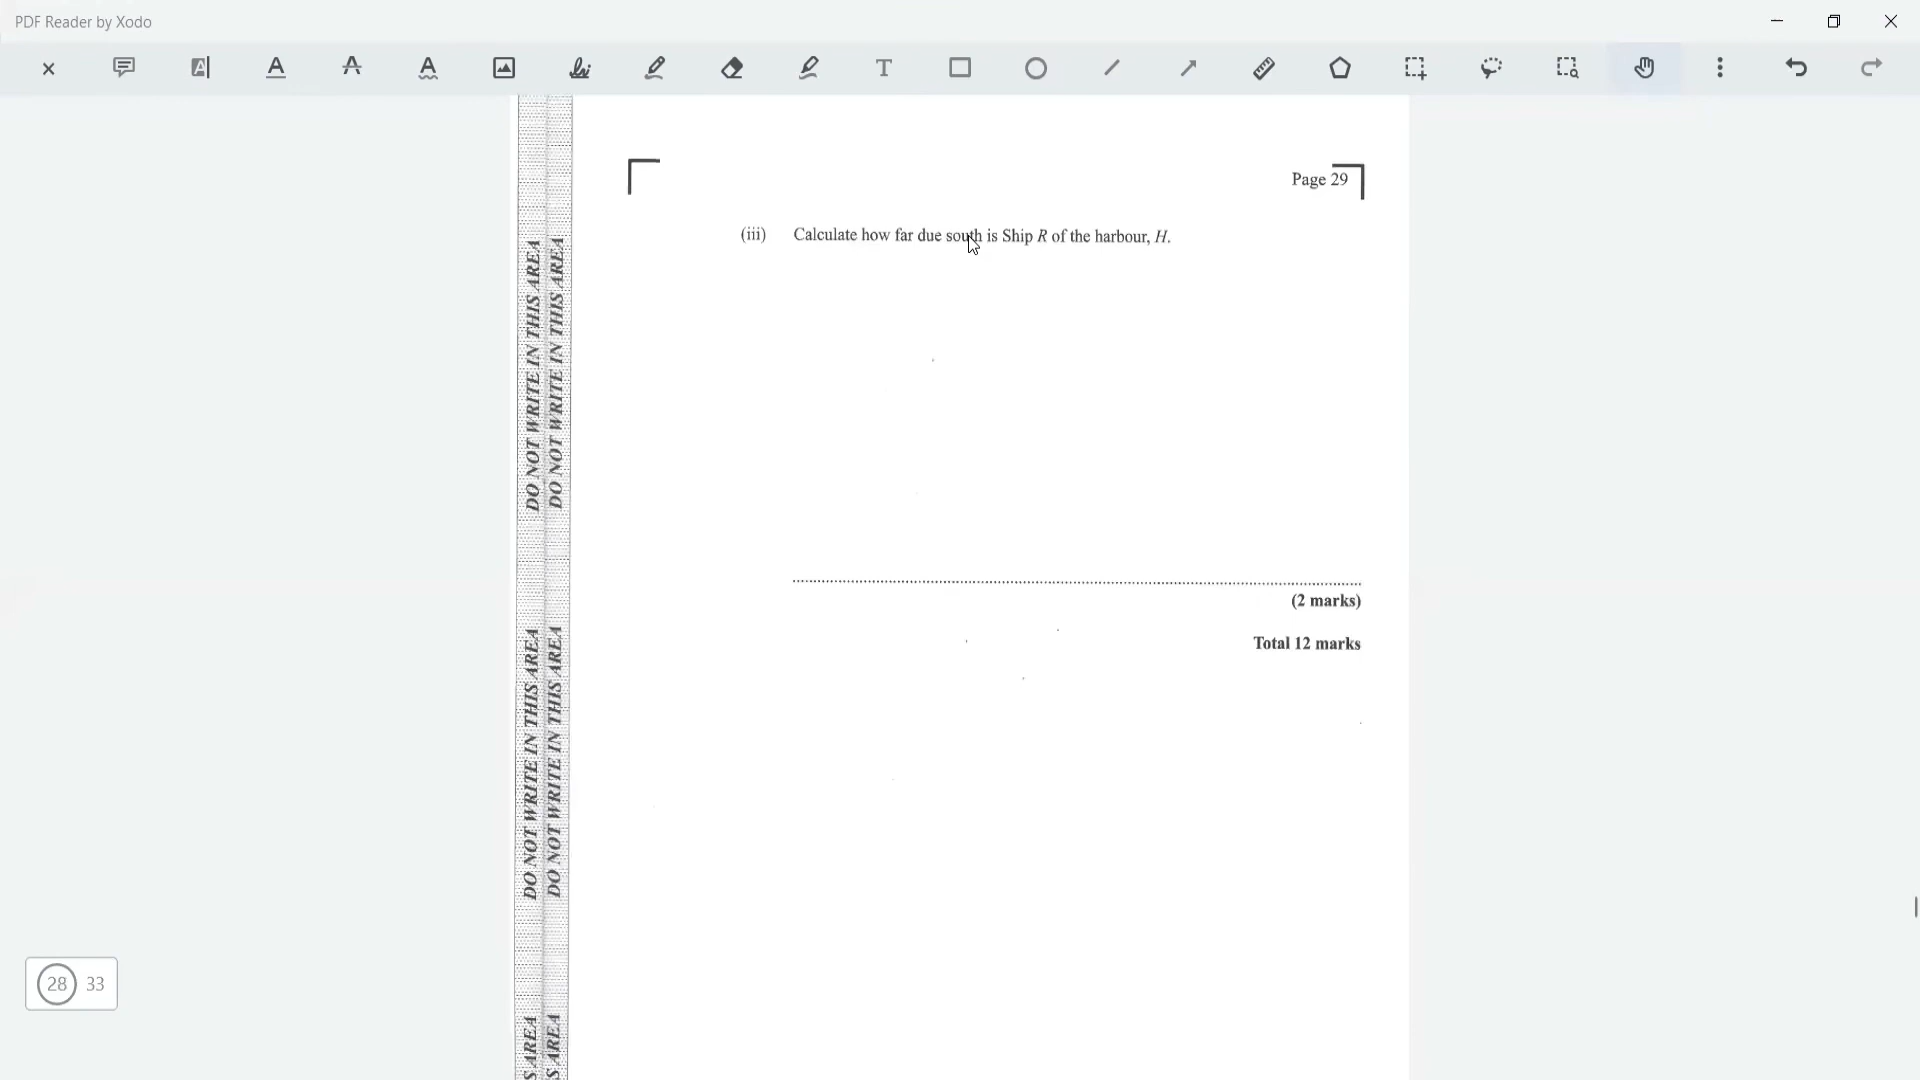 PDF Reader by Xodo
Page 29
(iii) Calculate how far due south is Ship R of the harbour, H.
(2 marks)
Total 12 marks
DO NOT WRITE IN THIS AREA
DO NOT WRITE IN THIS AREA
DO NOT WRITE IN THIS AREA
DO NOT WRITE IN THIS AREA
S AREA
S AREA
28 33